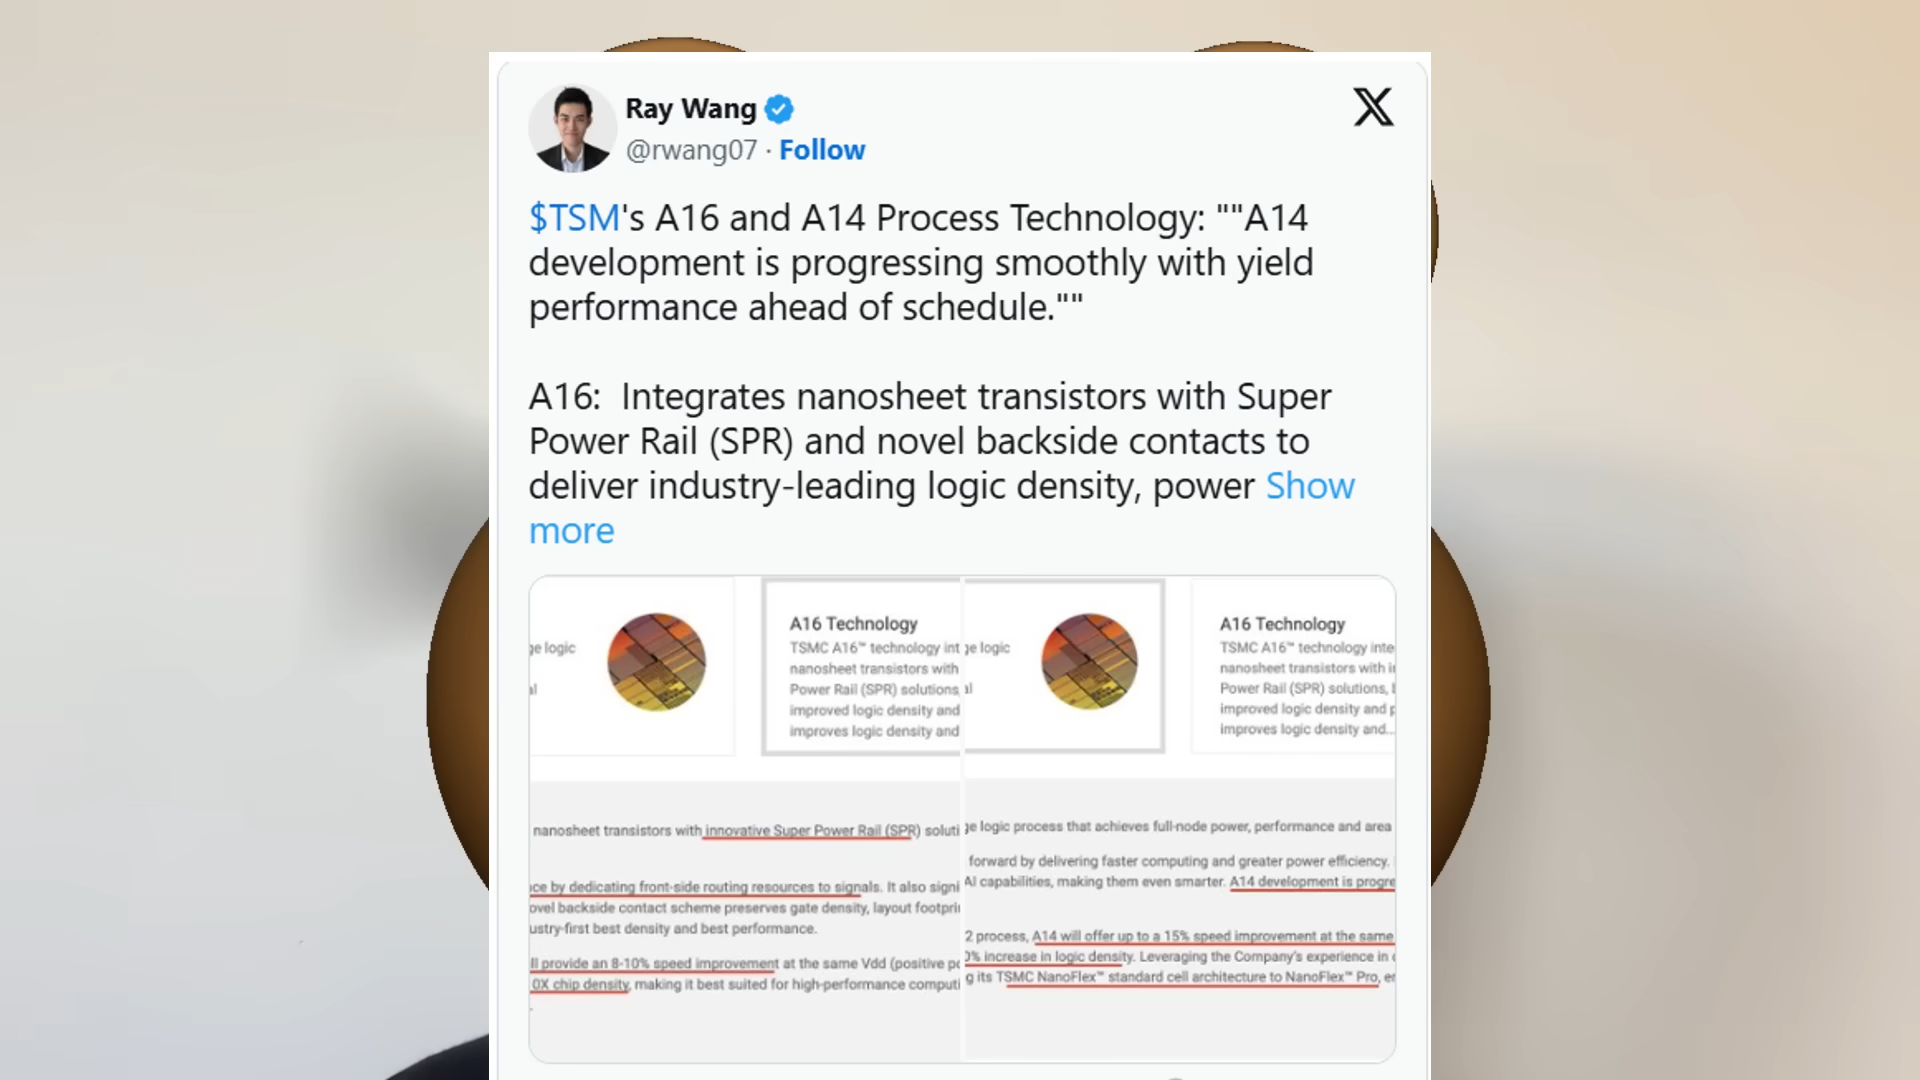 Ray Wang
@rwang07 · Follow
$TSM's A16 and A14 Process Technology: ""A14
development is progressing smoothly with yield
performance ahead of schedule.""
A16:  Integrates nanosheet transistors with Super
Power Rail (SPR) and novel backside contacts to
deliver industry-leading logic density, power Show
more
A16 Technology
TSMC A16™ technology int
nanosheet transistors with
Power Rail (SPR) solutions,
improved logic density and
improves logic density and
ge logic
al
nanosheet transistors with innovative Super Power Rail (SPR) soluti
ce by dedicating front-side routing resources to signals. It also signi
ovel backside contact scheme preserves gate density, layout footpri
ustry-first best density and best performance.
ll provide an 8-10% speed improvement at the same Vdd (positive po
0X chip density, making it best suited for high-performance computi
ge logic
al
A16 Technology
TSMC A16™ technology inte
nanosheet transistors with i
Power Rail (SPR) solutions,
improved logic density and p
improves logic density and...
ge logic process that achieves full-node power, performance and area
forward by delivering faster computing and greater power efficiency.
AI capabilities, making them even smarter. A14 development is progre
2 process, A14 will offer up to a 15% speed improvement at the same
0% increase in logic density. Leveraging the Company's experience in
g its TSMC NanoFlex™ standard cell architecture to NanoFlex™ Pro, e